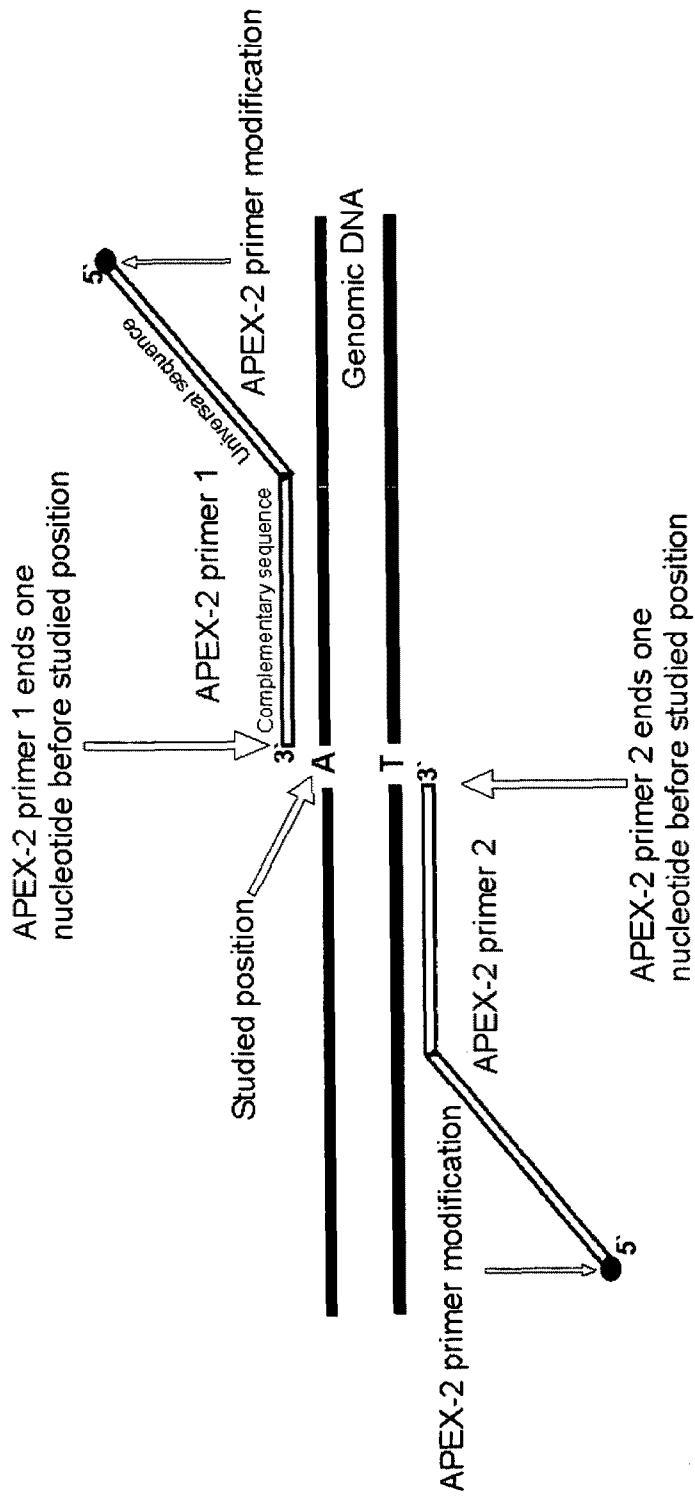 APEX-2 primer 1 ends one
nucleotide before studied position
Studied position
APEX-2 primer 1
3`
Complementary sequence
Universal sequence
5`
APEX-2 primer modification
A
T
Genomic DNA
3`
APEX-2 primer 2
APEX-2 primer modification
5`
APEX-2 primer 2 ends one
nucleotide before studied position